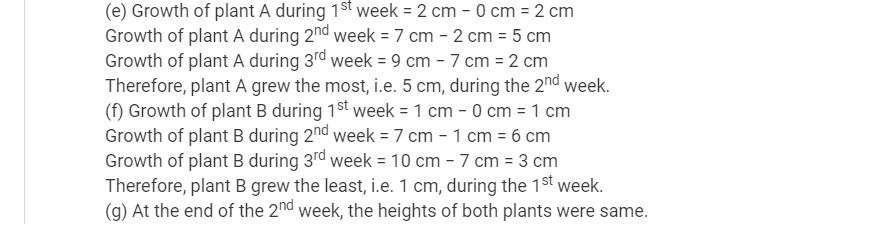 (e) Growth of plant A during 1st week = 2 cm − 0 cm = 2 cm
Growth of plant A during 2nd week = 7 cm − 2 cm = 5 cm
Growth of plant A during 3rd week = 9 cm − 7 cm = 2 cm
Therefore, plant A grew the most, i.e. 5 cm, during the 2nd week.
(f) Growth of plant B during 1st week = 1 cm − 0 cm = 1 cm
Growth of plant B during 2nd week = 7 cm − 1 cm = 6 cm
Growth of plant B during 3rd week = 10 cm − 7 cm = 3 cm
Therefore, plant B grew the least, i.e. 1 cm, during the 1st week.
(g) At the end of the 2nd week, the heights of both plants were same.